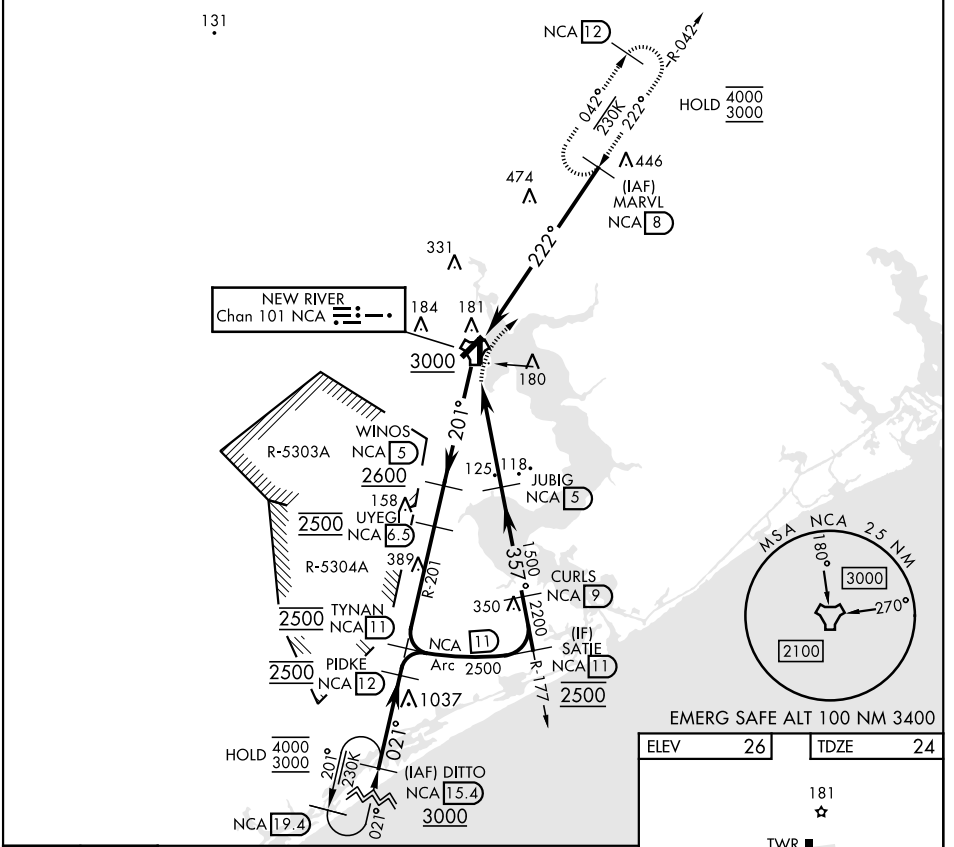 131
NCA 12
R-042
042°
230K
222°
HOLD 4000
3000
446
474
(IAF)
MARVL
NCA 8
222°
331
NEW RIVER
Chan 101 NCA
184
181
3000
180
201°
R-5303A
WINOS
NCA 5
2600
125
118
JUBIG
NCA 5
158
2500
UYEG
NCA 6.5
R-5304A
389
R-201
357°
1500
MSA NCA 25 NM
180°
3000
270°
2100
CURLS
NCA 9
350
2200
2500
TYNAN
NCA 11
NCA 11
Arc 2500
(IF)
SATIE
NCA 11
2500
R-177
2500
PIDKE
NCA 12
1037
021°
EMERG SAFE ALT 100 NM 3400
HOLD 4000
3000
201°
230K
021°
(IAF) DITTO
NCA 15.4
3000
NCA 19.4
ELEV 26
TDZE 24
181
TWR